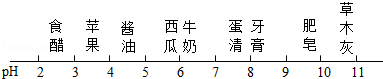 食醋 苹果 酱油 西瓜 牛奶 蛋清 牙膏 肥皂 草木灰
pH 2 3 4 5 6 7 8 9 10 11